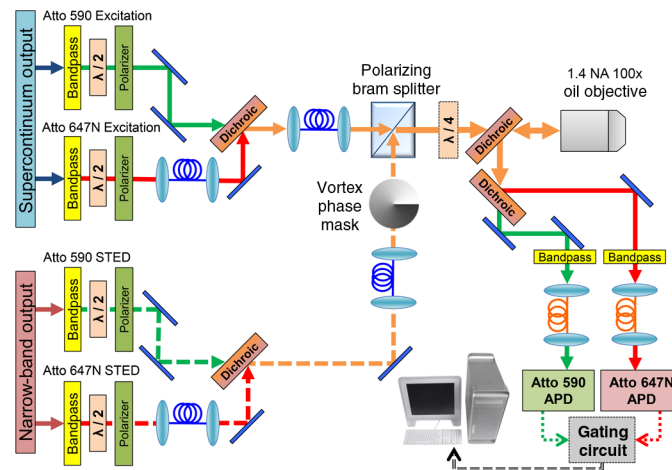 Atto 590 Excitation
Supercontinuum output
Bandpass
λ / 2
Polarizer
Atto 647N Excitation
Bandpass
λ / 2
Polarizer
Dichroic
Polarizing
bram splitter
λ / 4
Dichroic
1.4 NA 100x
oil objective
Vortex
phase
mask
Dichroic
Bandpass
Bandpass
Atto 590 STED
Narrow-band output
Bandpass
λ / 2
Polarizer
Atto 647N STED
Bandpass
λ / 2
Polarizer
Dichroic
Atto 590
APD
Atto 647N
APD
Gating
circuit